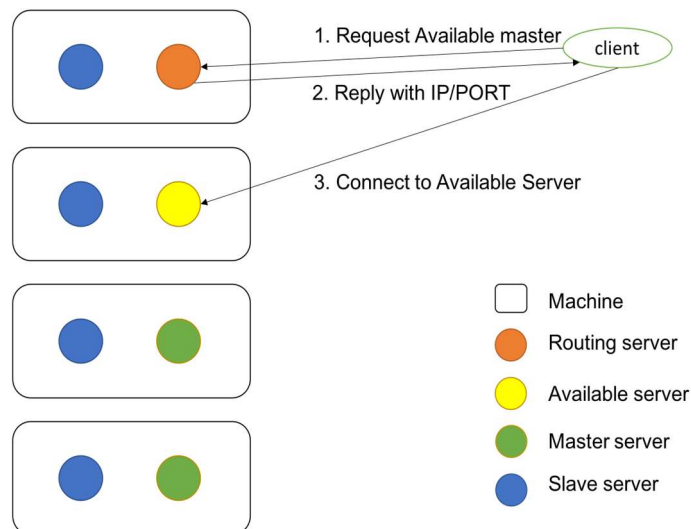 1. Request Available master
client
2. Reply with IP/PORT
3. Connect to Available Server
Machine
Routing server
Available server
Master server
Slave server